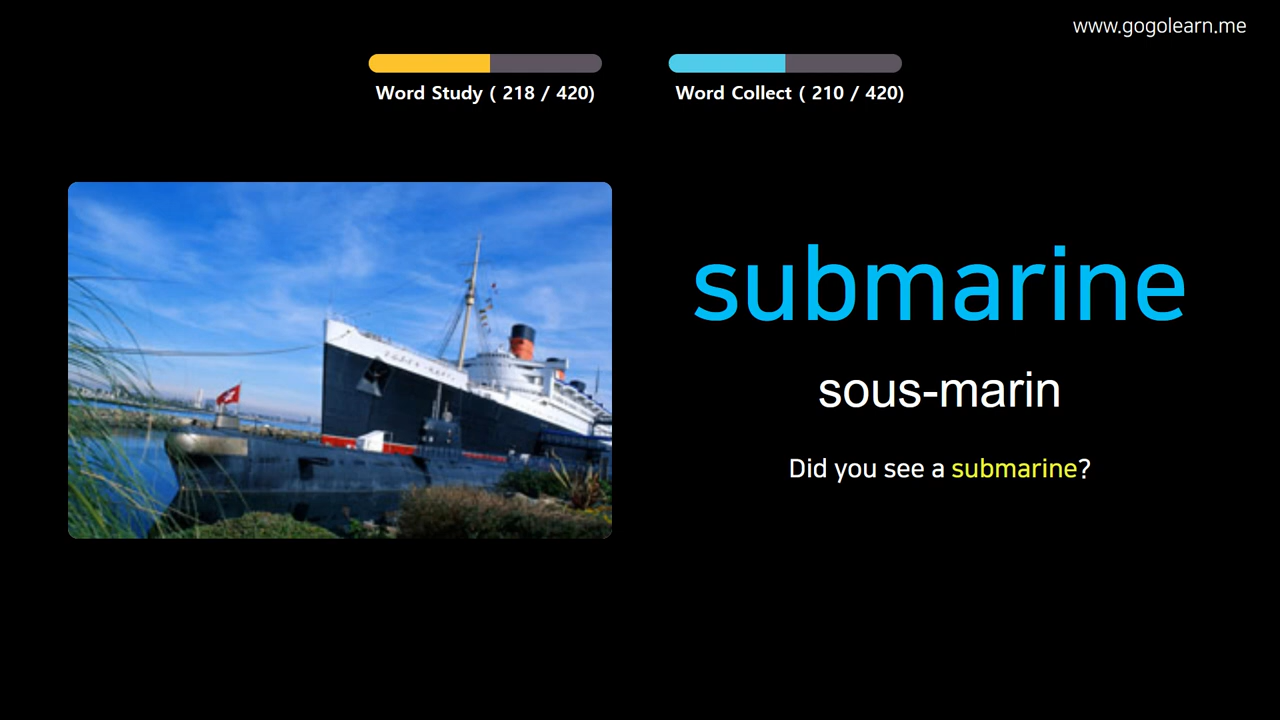 www.gogolearn.me
Word Study ( 218 / 420)
Word Collect ( 210 / 420)
submarine
sous-marin
Did you see a submarine?